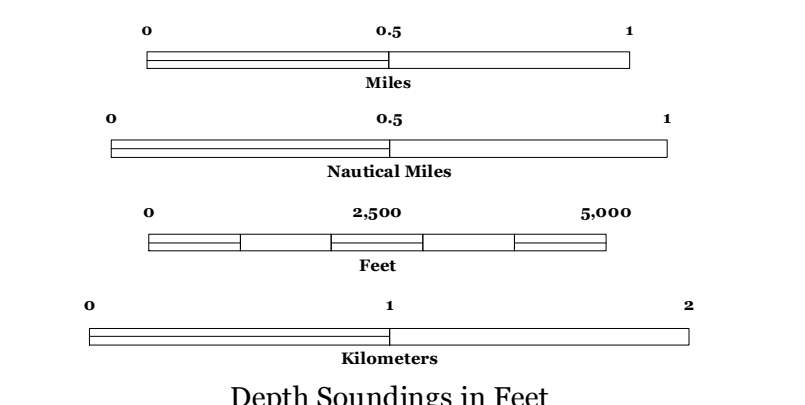 0 0.5 1
Miles
0 0.5 1
Nautical Miles
0 2,500 5,000
Feet
0 1 2
Kilometers
Depth Soundings in Feet